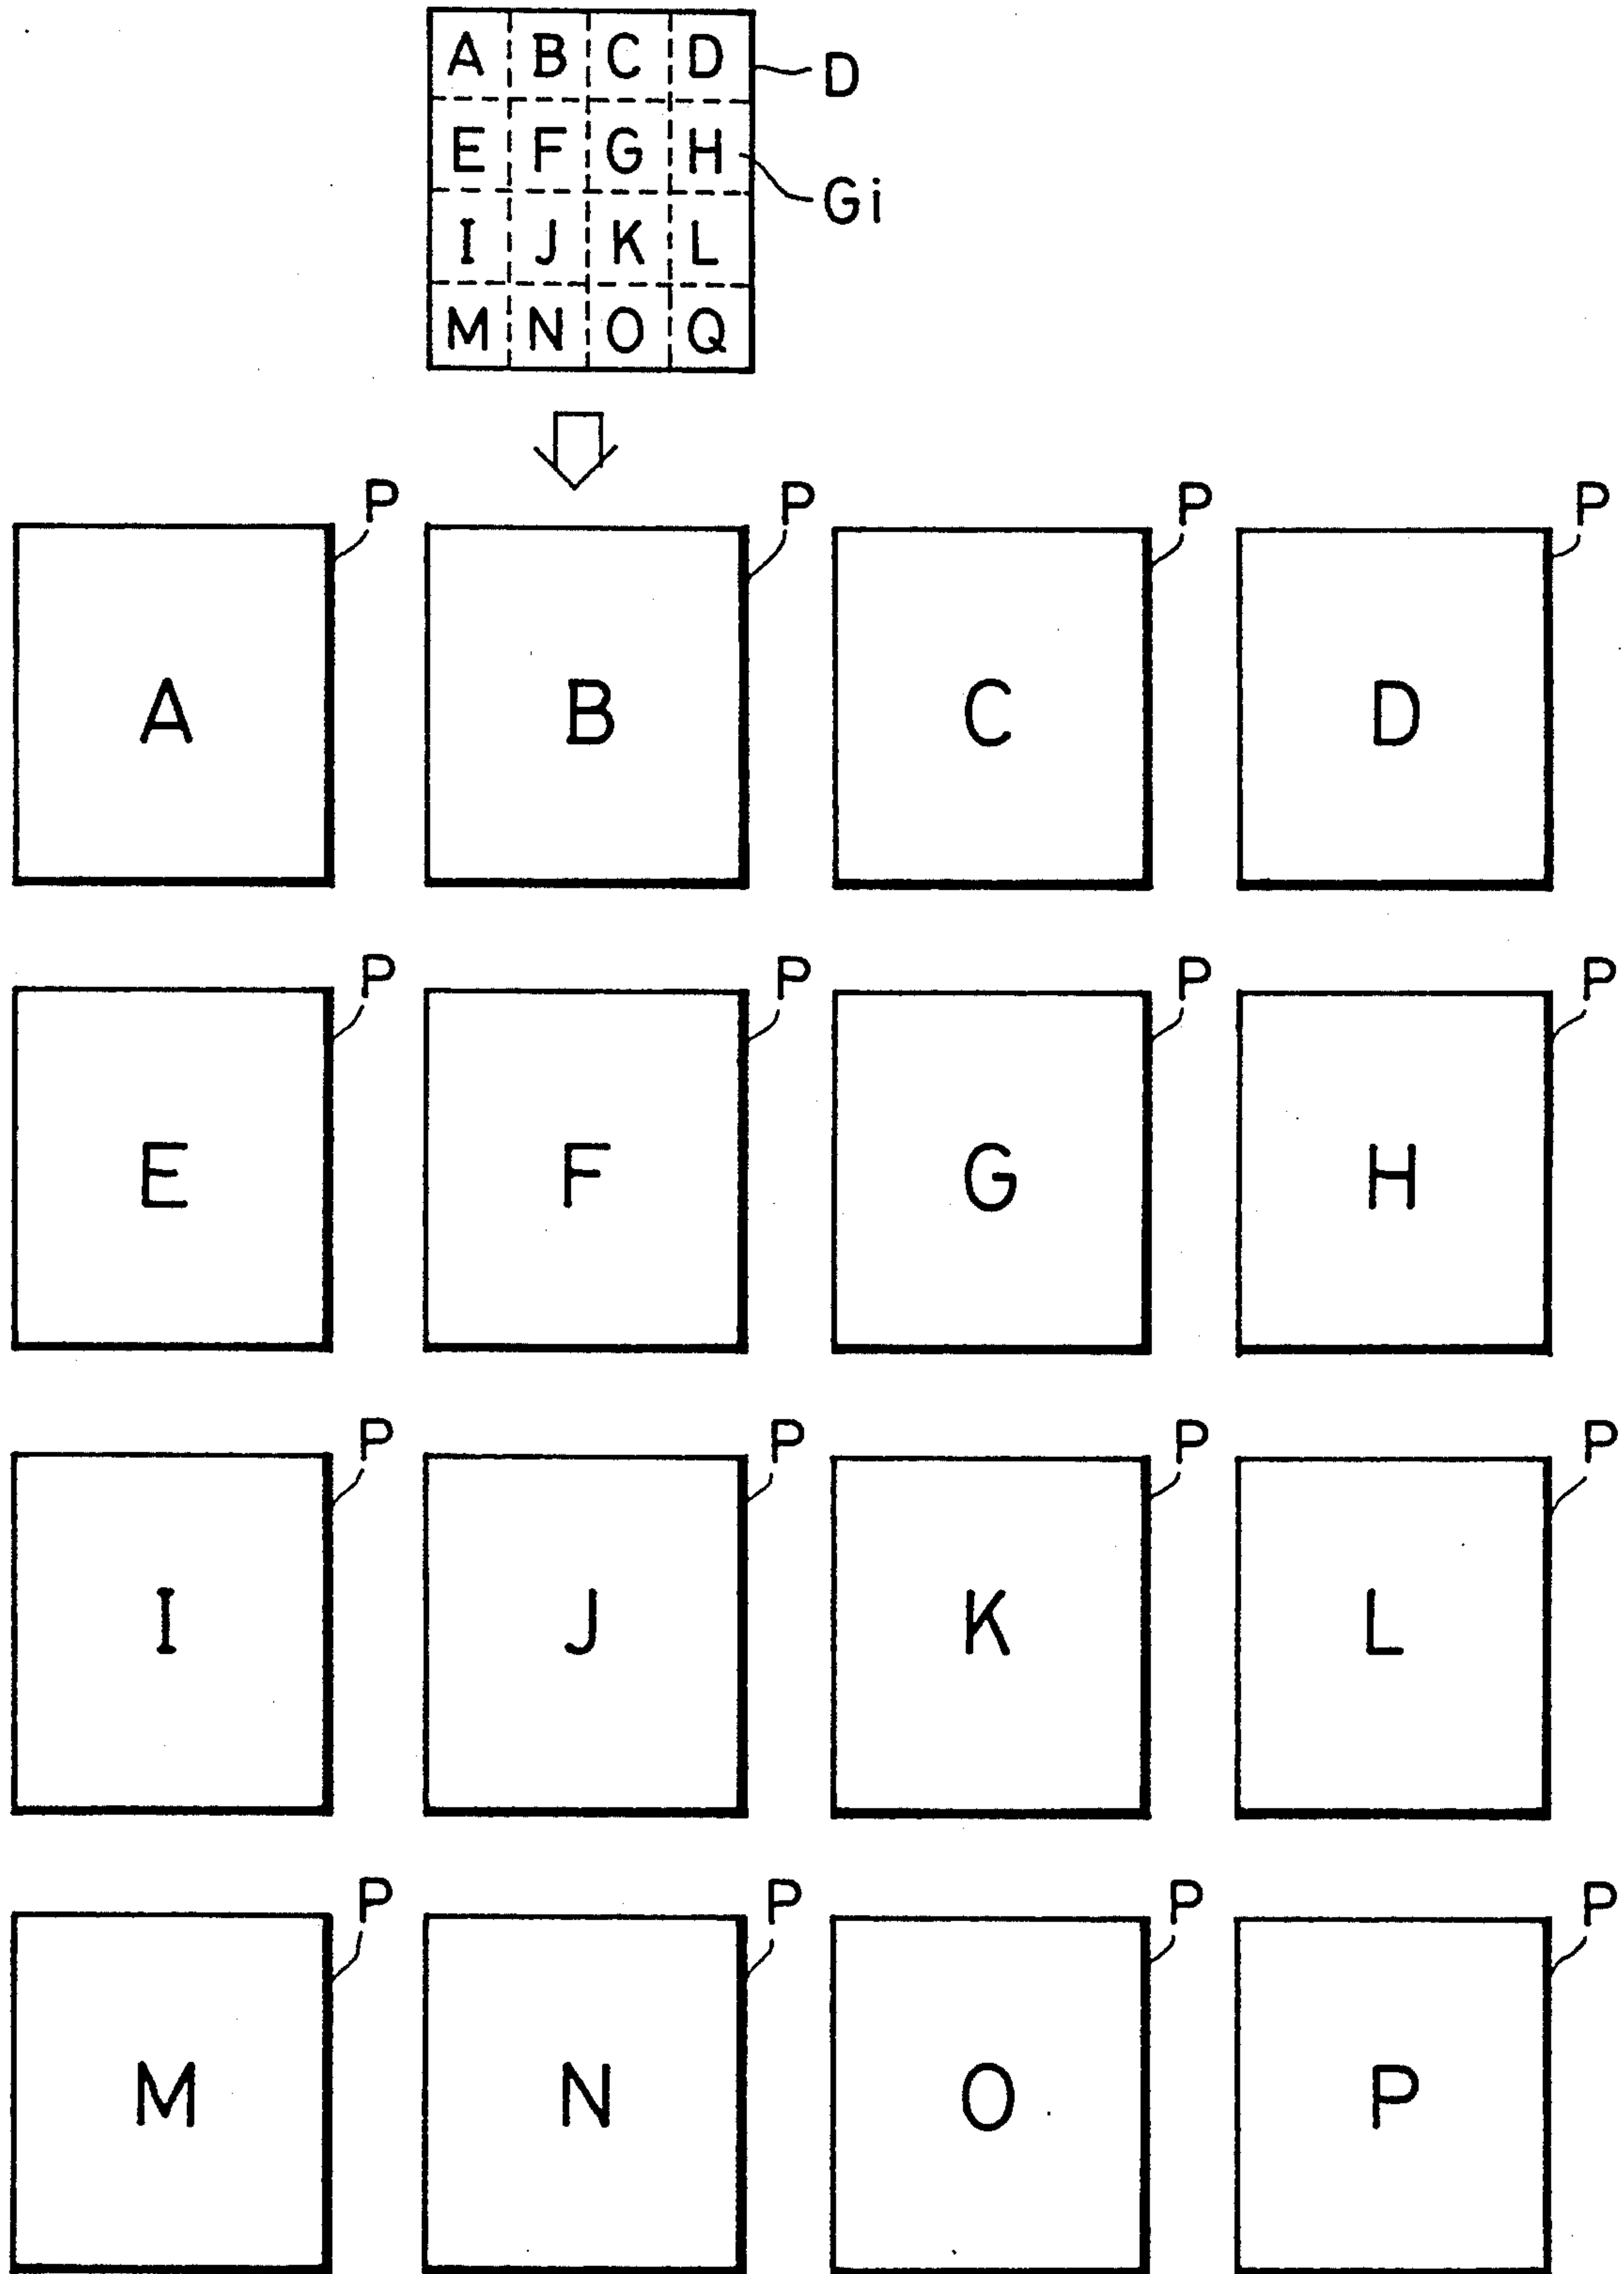 A B C D D
E F G H Gi
I J K L
M N O Q
P P P P
A B C D
P P P P
E F G H
P P P P
I J K L
P P P P
M N O P